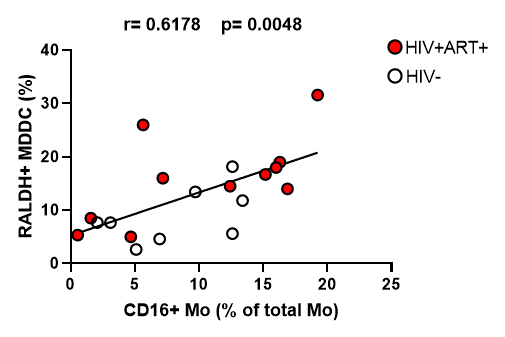 r= 0.6178 p= 0.0048
HIV+ART+
HIV-
RALDH+ MDDC (%)
40
30
20
10
0
0 5 10 15 20 25
CD16+ Mo (% of total Mo)